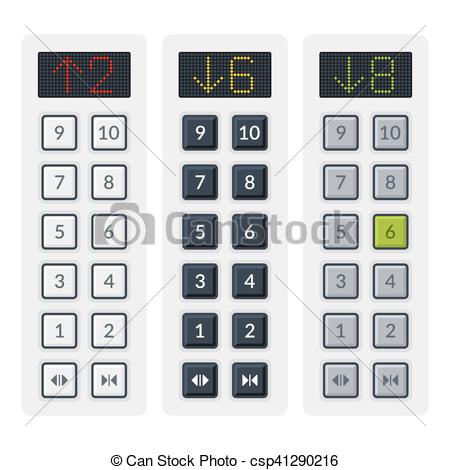 ↑2 ↓6 ↓8
9 10 9 10 9 10
7 8 7 8 7 8
5 6 5 6 5 6
3 4 3 4 3 4
1 2 1 2 1 2
© CanStockPhoto
© Can Stock Photo - csp41290216